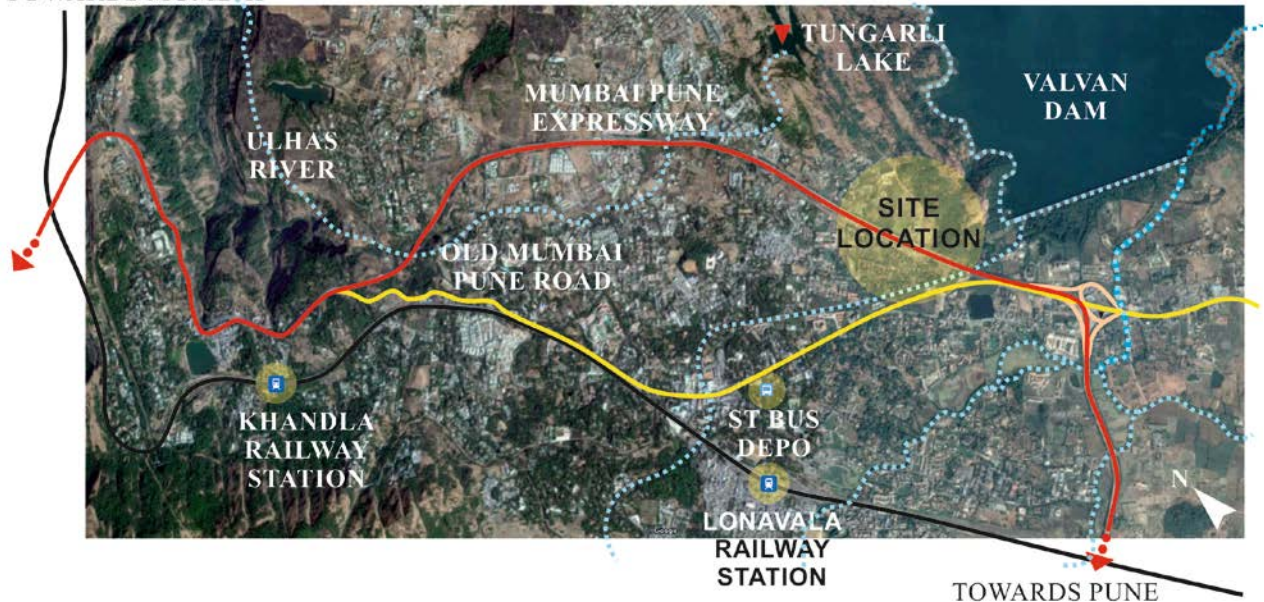 TUNGARLI
LAKE
VALVAN
DAM
MUMBAI PUNE
EXPRESSWAY
ULHAS
RIVER
SITE
LOCATION
OLD MUMBAI
PUNE ROAD
KHANDLA
RAILWAY
STATION
ST BUS
DEPO
N
LONAVALA
RAILWAY
STATION
TOWARDS PUNE